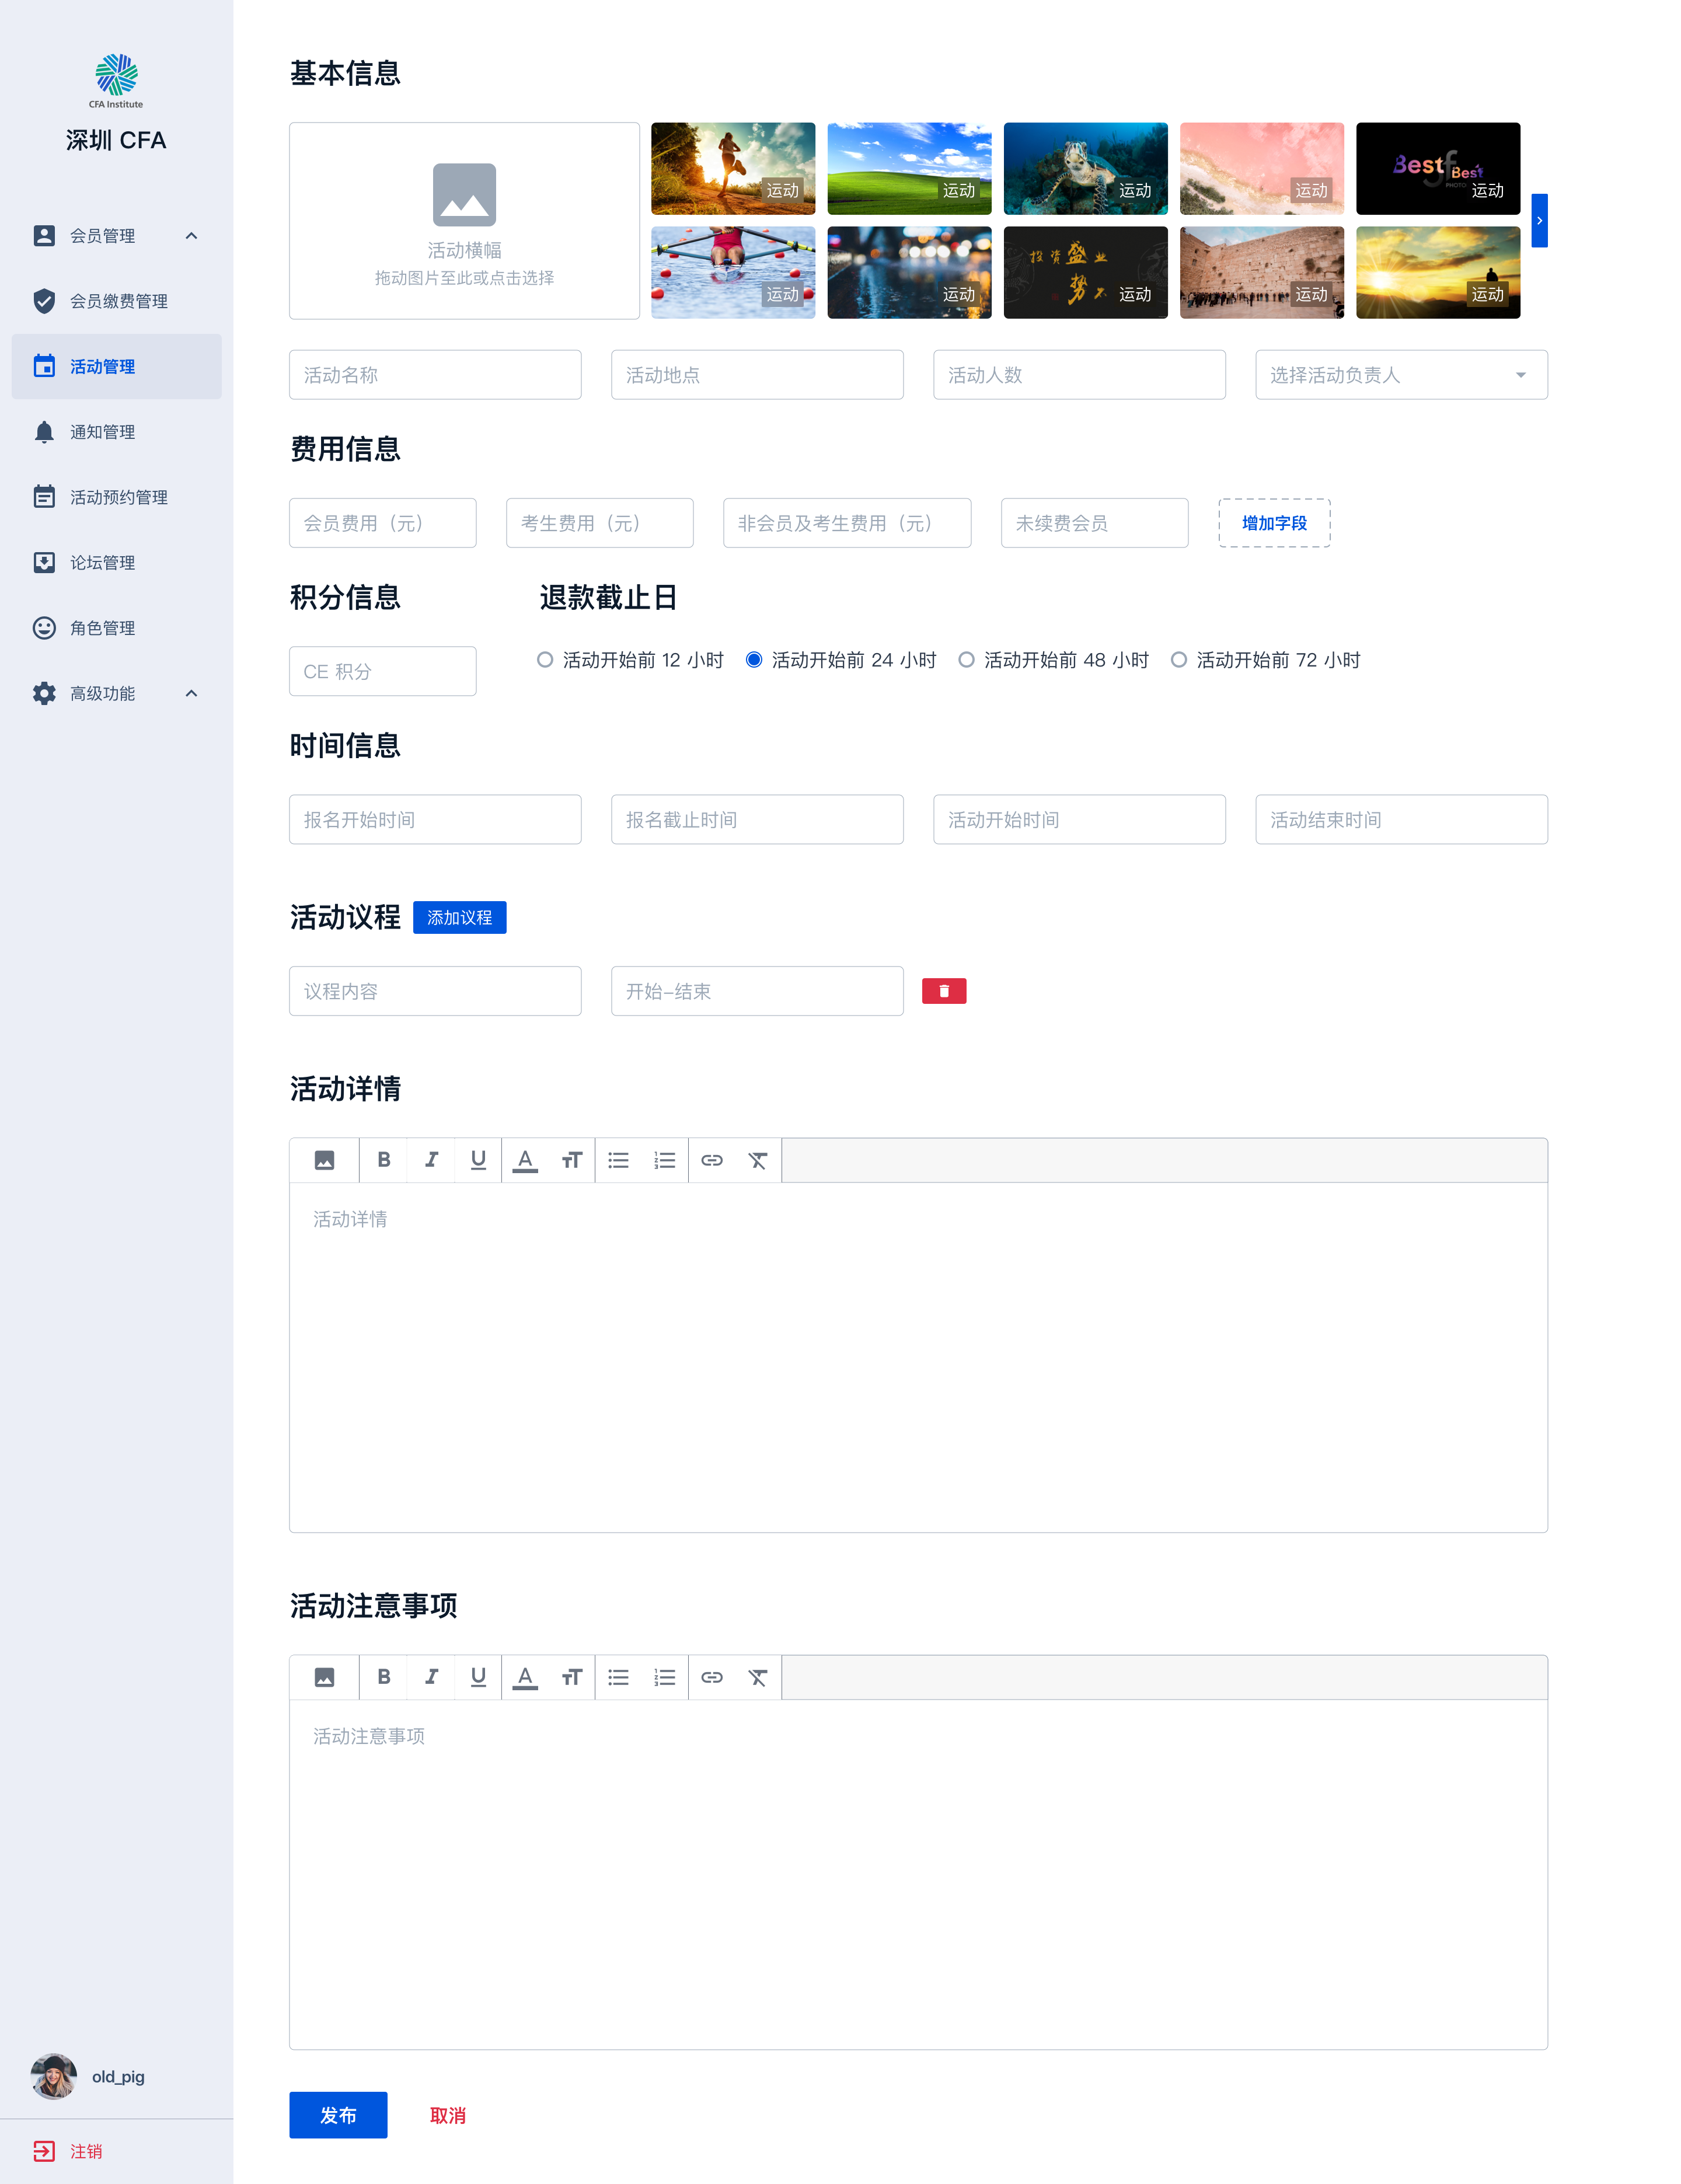 CFA Institute
深圳 CFA
会员管理
会员缴费管理
活动管理
通知管理
活动预约管理
论坛管理
角色管理
高级功能
old_pig
注销
基本信息
活动横幅
拖动图片至此或点击选择
运动
运动
运动
运动
Best f Best
PHOTO
运动
运动
运动
投资盛业
运动
运动
运动
活动名称
活动地点
活动人数
选择活动负责人
费用信息
会员费用（元）
考生费用（元）
非会员及考生费用（元）
未续费会员
增加字段
积分信息
CE 积分
退款截止日
活动开始前 12 小时
活动开始前 24 小时
活动开始前 48 小时
活动开始前 72 小时
时间信息
报名开始时间
报名截止时间
活动开始时间
活动结束时间
活动议程
添加议程
议程内容
开始–结束
活动详情
B I U A TT
活动详情
活动注意事项
B I U A TT
活动注意事项
发布
取消